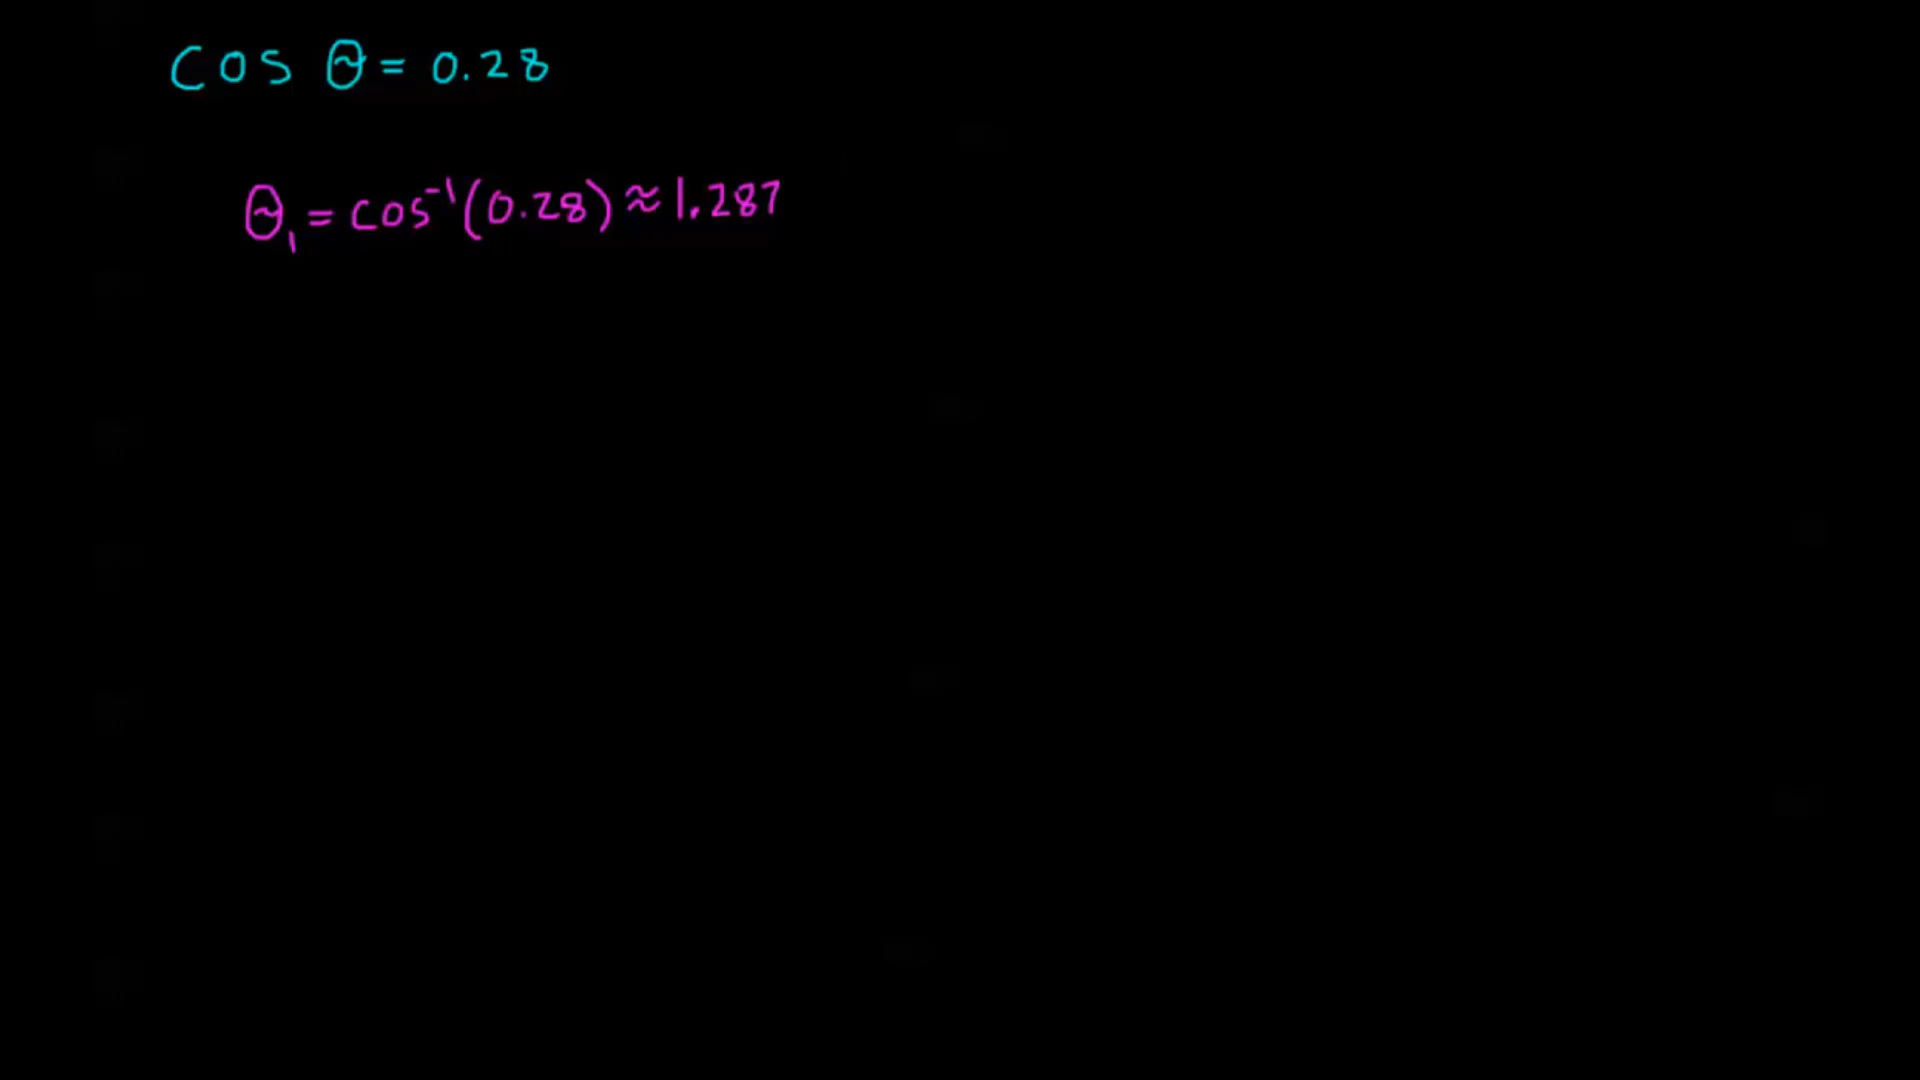 cos θ = 0.28
θ₁ = cos⁻¹(0.28) ≈ 1.287